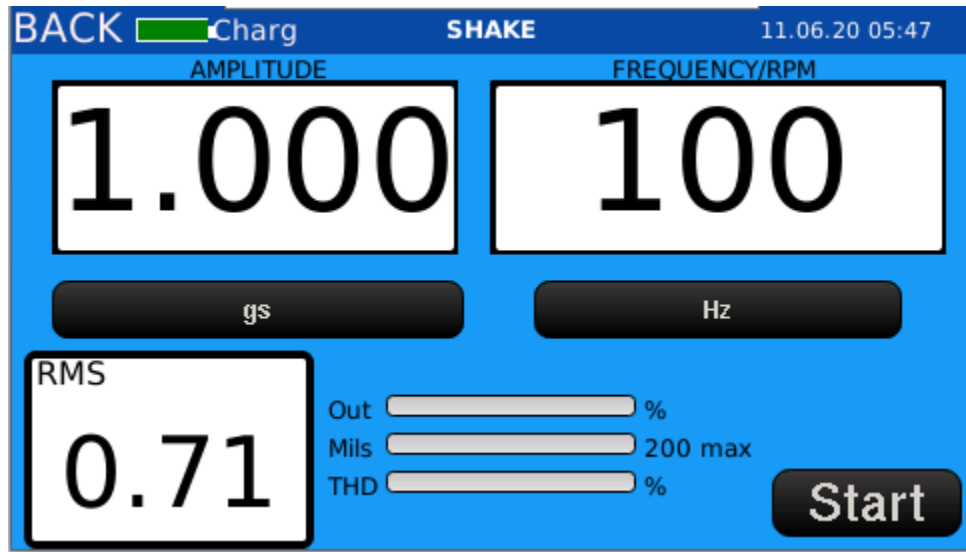 BACK Charg SHAKE 11.06.20 05:47
AMPLITUDE FREQUENCY/RPM
1.000 100
gs Hz
RMS
0.71
Out %
Mils 200 max
THD %
Start